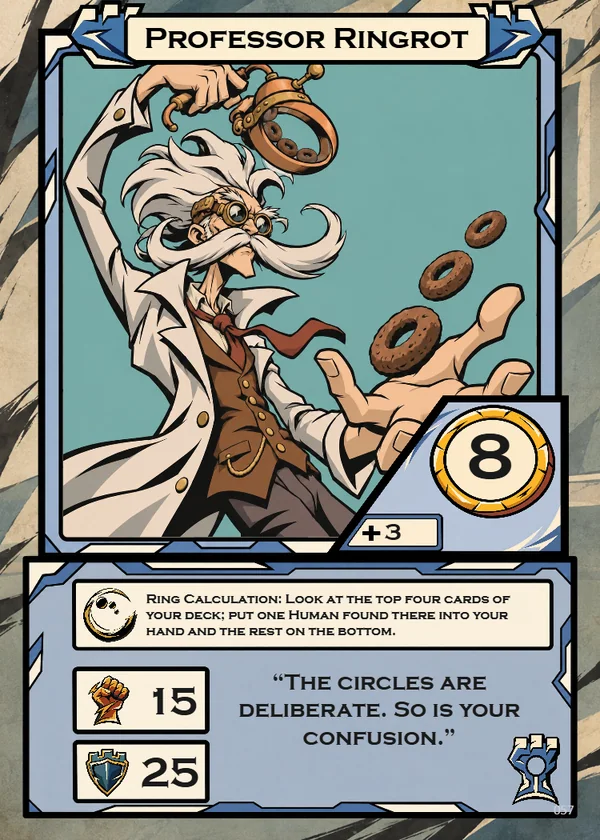 Professor Ringrot
8
+3
Ring Calculation: Look at the top four cards of
your deck; put one Human found there into your
hand and the rest on the bottom.
15
25
“The circles are
deliberate. So is your
confusion.”
057